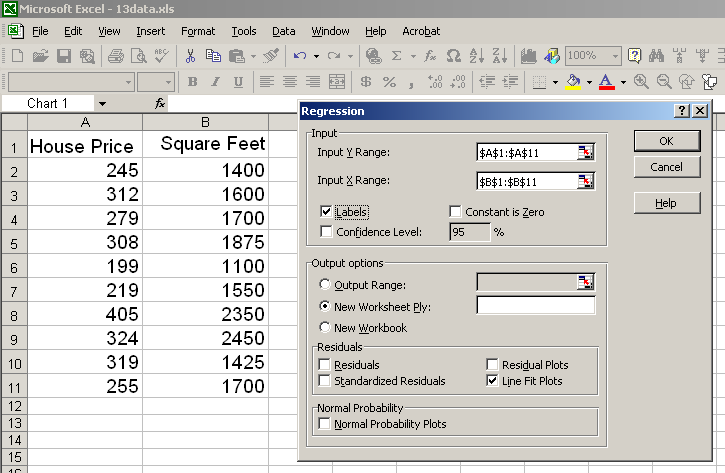 Microsoft Excel - 13data.xls
File Edit View Insert Format Tools Data Window Help Acrobat
100%
Chart 1 fx
A B
1 House Price Square Feet
2 245 1400
3 312 1600
4 279 1700
5 308 1875
6 199 1100
7 219 1550
8 405 2350
9 324 2450
10 319 1425
11 255 1700
12
13
14
15
Regression
Input
Input Y Range: $A$1:$A$11
Input X Range: $B$1:$B$11
Labels Constant is Zero
Confidence Level: 95 %
OK
Cancel
Help
Output options
Output Range:
New Worksheet Ply:
New Workbook
Residuals
Residuals Residual Plots
Standardized Residuals Line Fit Plots
Normal Probability
Normal Probability Plots